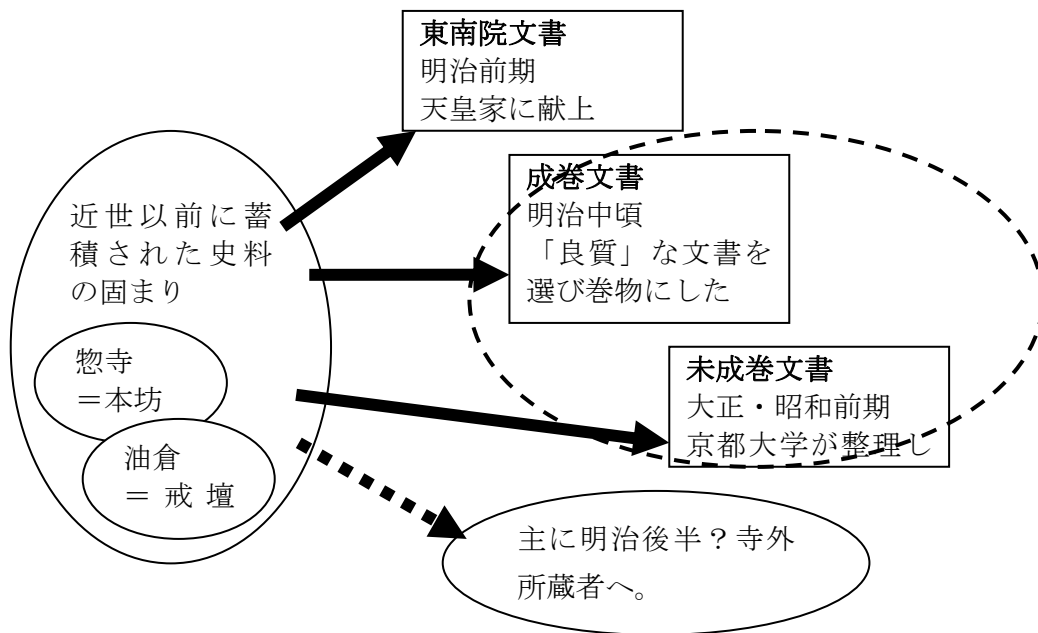 東南院文書
明治前期
天皇家に献上
成巻文書
明治中頃
「良質」な文書を
選び巻物にした
近世以前に蓄
積された史料
の固まり
惣寺
＝本坊
油倉
＝ 戒 壇
未成巻文書
大正・昭和前期
京都大学が整理し
主に明治後半？寺外
所蔵者へ。